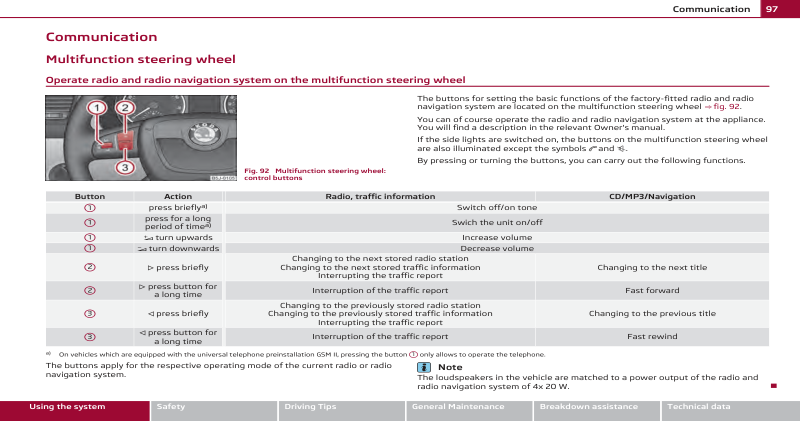 Communication 97
Communication
Multifunction steering wheel
Operate radio and radio navigation system on the multifunction steering wheel
1 2
3
B5J-0105
Fig. 92 Multifunction steering wheel:
control buttons
The buttons for setting the basic functions of the factory-fitted radio and radio
navigation system are located on the multifunction steering wheel ⇒ fig. 92.
You can of course operate the radio and radio navigation system at the appliance.
You will find a description in the relevant Owner's manual.
If the side lights are switched on, the buttons on the multifunction steering wheel
are also illuminated except the symbols and .
By pressing or turning the buttons, you can carry out the following functions.
Button Action Radio, traffic information CD/MP3/Navigation
1 press brieflya) Switch off/on tone
1 press for a long
period of timea) Swich the unit on/off
1 turn upwards Increase volume
1 turn downwards Decrease volume
2 ▷ press briefly Changing to the next stored radio station
Changing to the next stored traffic information
Interrupting the traffic report Changing to the next title
2 ▷ press button for
a long time Interruption of the traffic report Fast forward
3 ◁ press briefly Changing to the previously stored radio station
Changing to the previously stored traffic information
Interrupting the traffic report Changing to the previous title
3 ◁ press button for
a long time Interruption of the traffic report Fast rewind
a) On vehicles which are equipped with the universal telephone preinstallation GSM II, pressing the button 1 only allows to operate the telephone.
The buttons apply for the respective operating mode of the current radio or radio
navigation system.
i Note
The loudspeakers in the vehicle are matched to a power output of the radio and
radio navigation system of 4x 20 W.
Using the system Safety Driving Tips General Maintenance Breakdown assistance Technical data